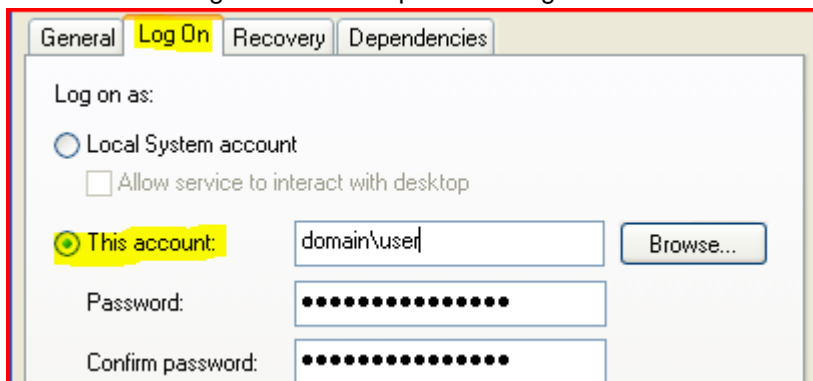 General Log On Recovery Dependencies
Log on as:
Local System account
Allow service to interact with desktop
This account: domain\user Browse...
Password: ●●●●●●●●●●●●●●●
Confirm password: ●●●●●●●●●●●●●●●